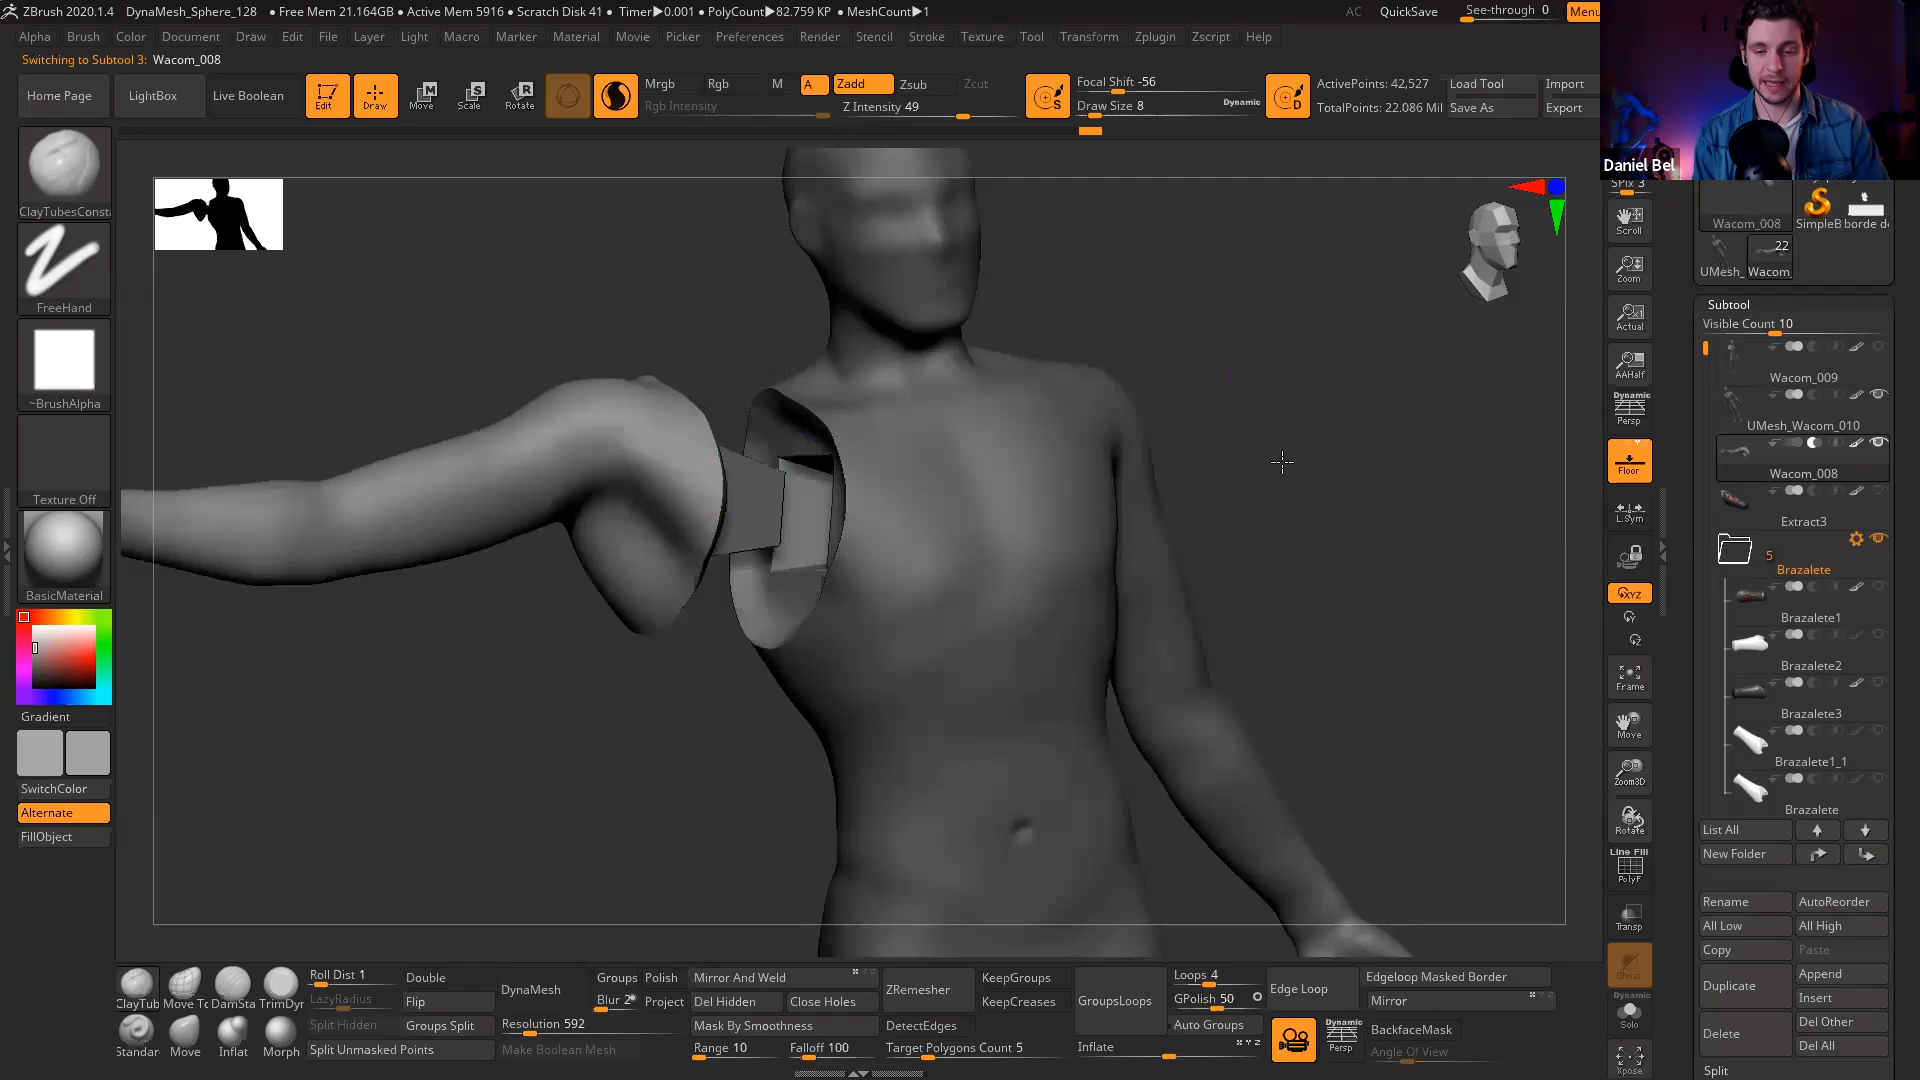 ZBrush 2020.1.4 DynaMesh_Sphere_128 ● Free Mem 21.164GB ● Active Mem 5916 ● Scratch Disk 41 ● Timer▶0.001 ● PolyCount▶82.759 KP ● MeshCount▶1 AC QuickSave See-through 0 Menu
Alpha Brush Color Document Draw Edit File Layer Light Macro Marker Material Movie Picker Preferences Render Stencil Stroke Texture Tool Transform Zplugin Zscript Help
Switching to Subtool 3: Wacom_008
Home Page LightBox Live Boolean Edit Draw Move Scale Rotate
Mrgb Rgb M A Zadd Zsub Zcut
Rgb Intensity Z Intensity 49
Focal Shift -56
Draw Size 8 Dynamic
ActivePoints: 42,527 Load Tool Import
TotalPoints: 22.086 Mil Save As Export
Daniel Bel
ClayTubesConst
FreeHand
~BrushAlpha
Texture Off
BasicMaterial
Gradient
SwitchColor
Alternate
FillObject
SPix 3
Scroll
Zoom
Actual
AAHalf
Dynamic
Persp
Floor
L.Sym
XYZ
Frame
Move
Zoom3D
Rotate
Line Fill
PolyF
Transp
Ghost
Dynamic
Solo
Xpose
Wacom_008 SimpleB borde d
22
UMesh_ Wacom_
Subtool
Visible Count 10
Wacom_009
UMesh_Wacom_010
Wacom_008
Extract3
5
Brazalete
Brazalete1
Brazalete2
Brazalete3
Brazalete1_1
Brazalete
List All
New Folder
Rename AutoReorder
All Low All High
Copy Paste
Duplicate Append
Insert
Delete Del Other
Del All
Split
ClayTub Move To DamSta TrimDyn
Standar Move Inflat Morph
Roll Dist 1 Double
LazyRadius Flip
Split Hidden Groups Split
Split Unmasked Points
DynaMesh Groups Polish
Blur 2 Project
Resolution 592
Make Boolean Mesh
Mirror And Weld
Del Hidden Close Holes
Mask By Smoothness
Range 10 Falloff 100
ZRemesher KeepGroups
KeepCreases
DetectEdges
Target Polygons Count 5
GroupsLoops
Loops 4
GPolish 50
Auto Groups
Inflate
Edge Loop Edgeloop Masked Border
Mirror
Dynamic
Persp
BackfaceMask
Angle Of View